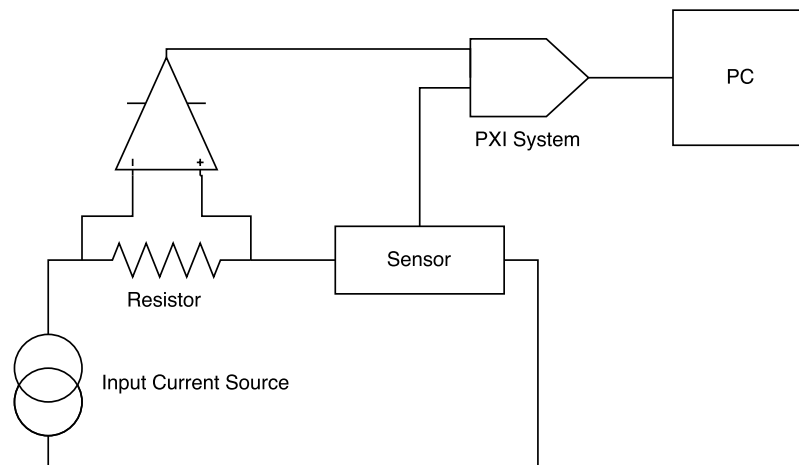 PC
PXI System
- +
Sensor
Resistor
Input Current Source